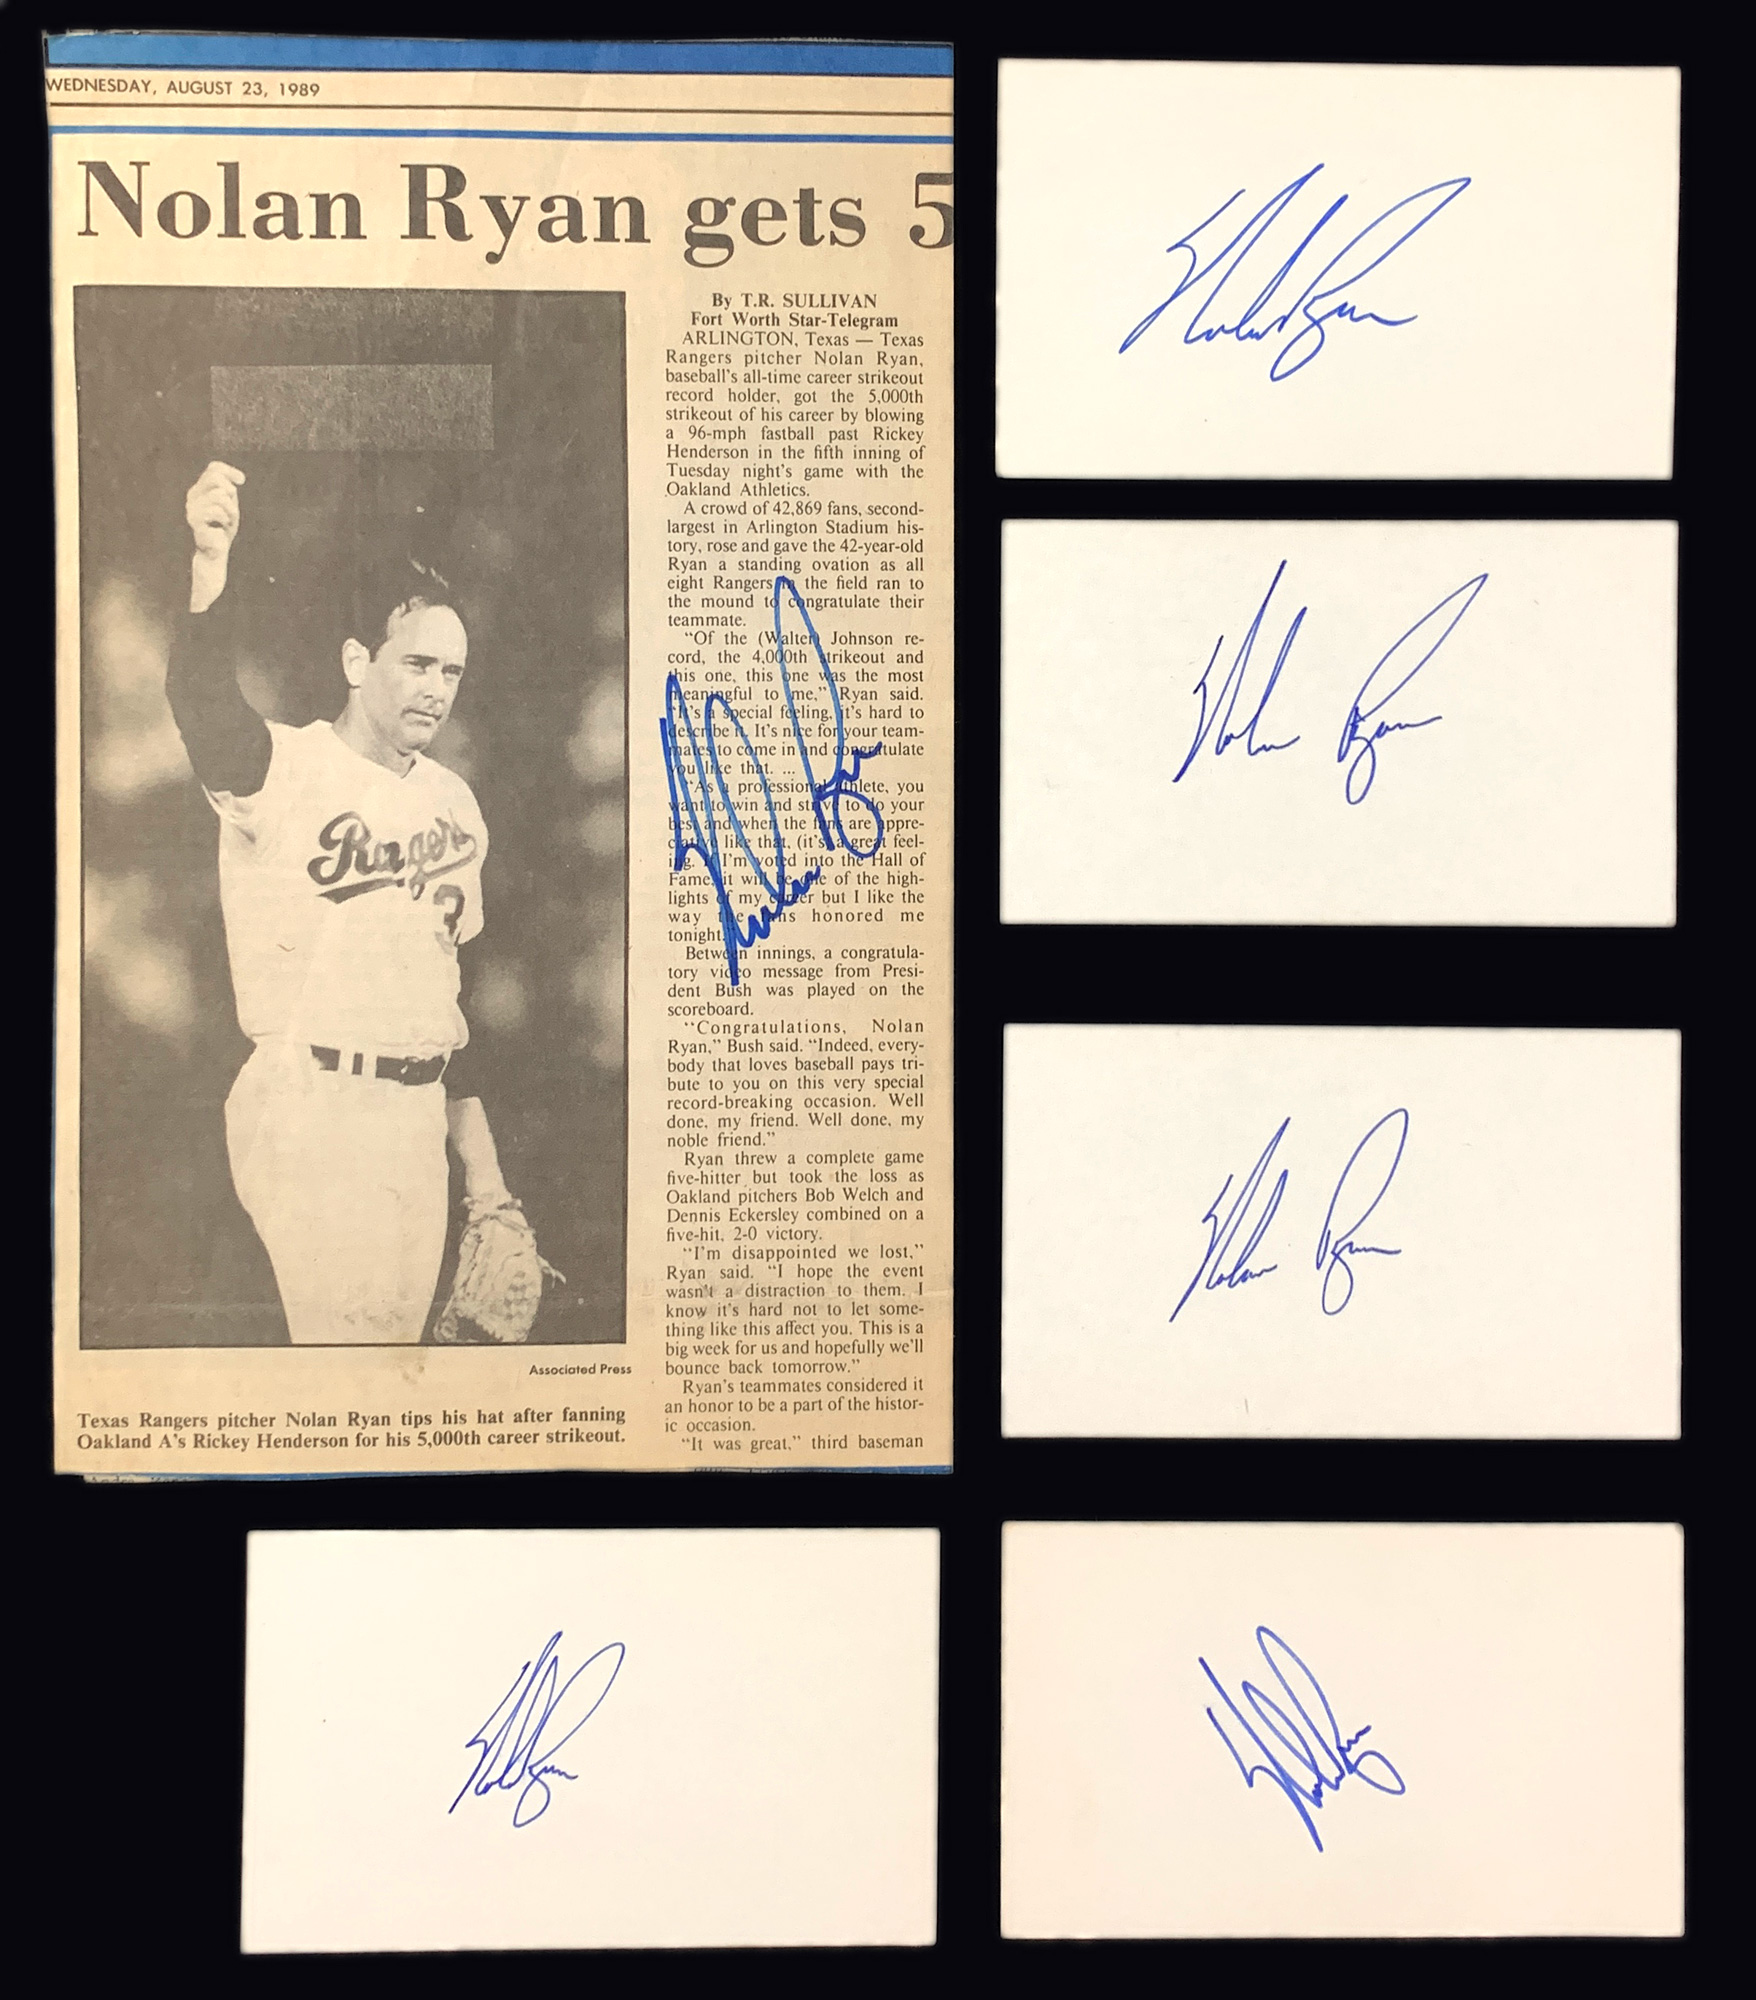 WEDNESDAY, AUGUST 23, 1989
Nolan Ryan gets 5
By T.R. SULLIVAN
Fort Worth Star-Telegram
ARLINGTON, Texas — Texas
Rangers pitcher Nolan Ryan,
baseball's all-time career strikeout
record holder, got the 5,000th
strikeout of his career by blowing
a 96-mph fastball past Rickey
Henderson in the fifth inning of
Tuesday night's game with the
Oakland Athletics.
A crowd of 42,869 fans, second-
largest in Arlington Stadium his-
tory, rose and gave the 42-year-old
Ryan a standing ovation as all
eight Rangers in the field ran to
the mound to congratulate their
teammate.
"Of the (Walter) Johnson re-
cord, the 4,000th strikeout and
this one, this one was the most
meaningful to me," Ryan said.
"It's a special feeling, it's hard to
describe it. It's nice for your team-
mates to come in and congratulate
you like that. ...
"As a professional athlete, you
want to win and strive to do your
best and when the fans are appre-
ciative like that, (it's) a great feel-
ing. If I'm voted into the Hall of
Fame, it will be one of the high-
lights of my career but I like the
way the fans honored me
tonight."
Between innings, a congratula-
tory video message from Presi-
dent Bush was played on the
scoreboard.
"Congratulations, Nolan
Ryan," Bush said. "Indeed, every-
body that loves baseball pays tri-
bute to you on this very special
record-breaking occasion. Well
done, my friend. Well done, my
noble friend."
Ryan threw a complete game
five-hitter but took the loss as
Oakland pitchers Bob Welch and
Dennis Eckersley combined on a
five-hit, 2-0 victory.
"I'm disappointed we lost,"
Ryan said. "I hope the event
wasn't a distraction to them. I
know it's hard not to let some-
thing like this affect you. This is a
big week for us and hopefully we'll
bounce back tomorrow."
Ryan's teammates considered it
an honor to be a part of the histor-
ic occasion.
"It was great," third baseman
Rangers
3
Associated Press
Texas Rangers pitcher Nolan Ryan tips his hat after fanning
Oakland A's Rickey Henderson for his 5,000th career strikeout.
Nolan Ryan
Nolan Ryan
Nolan Ryan
Nolan Ryan
Nolan Ryan
Nolan Ryan